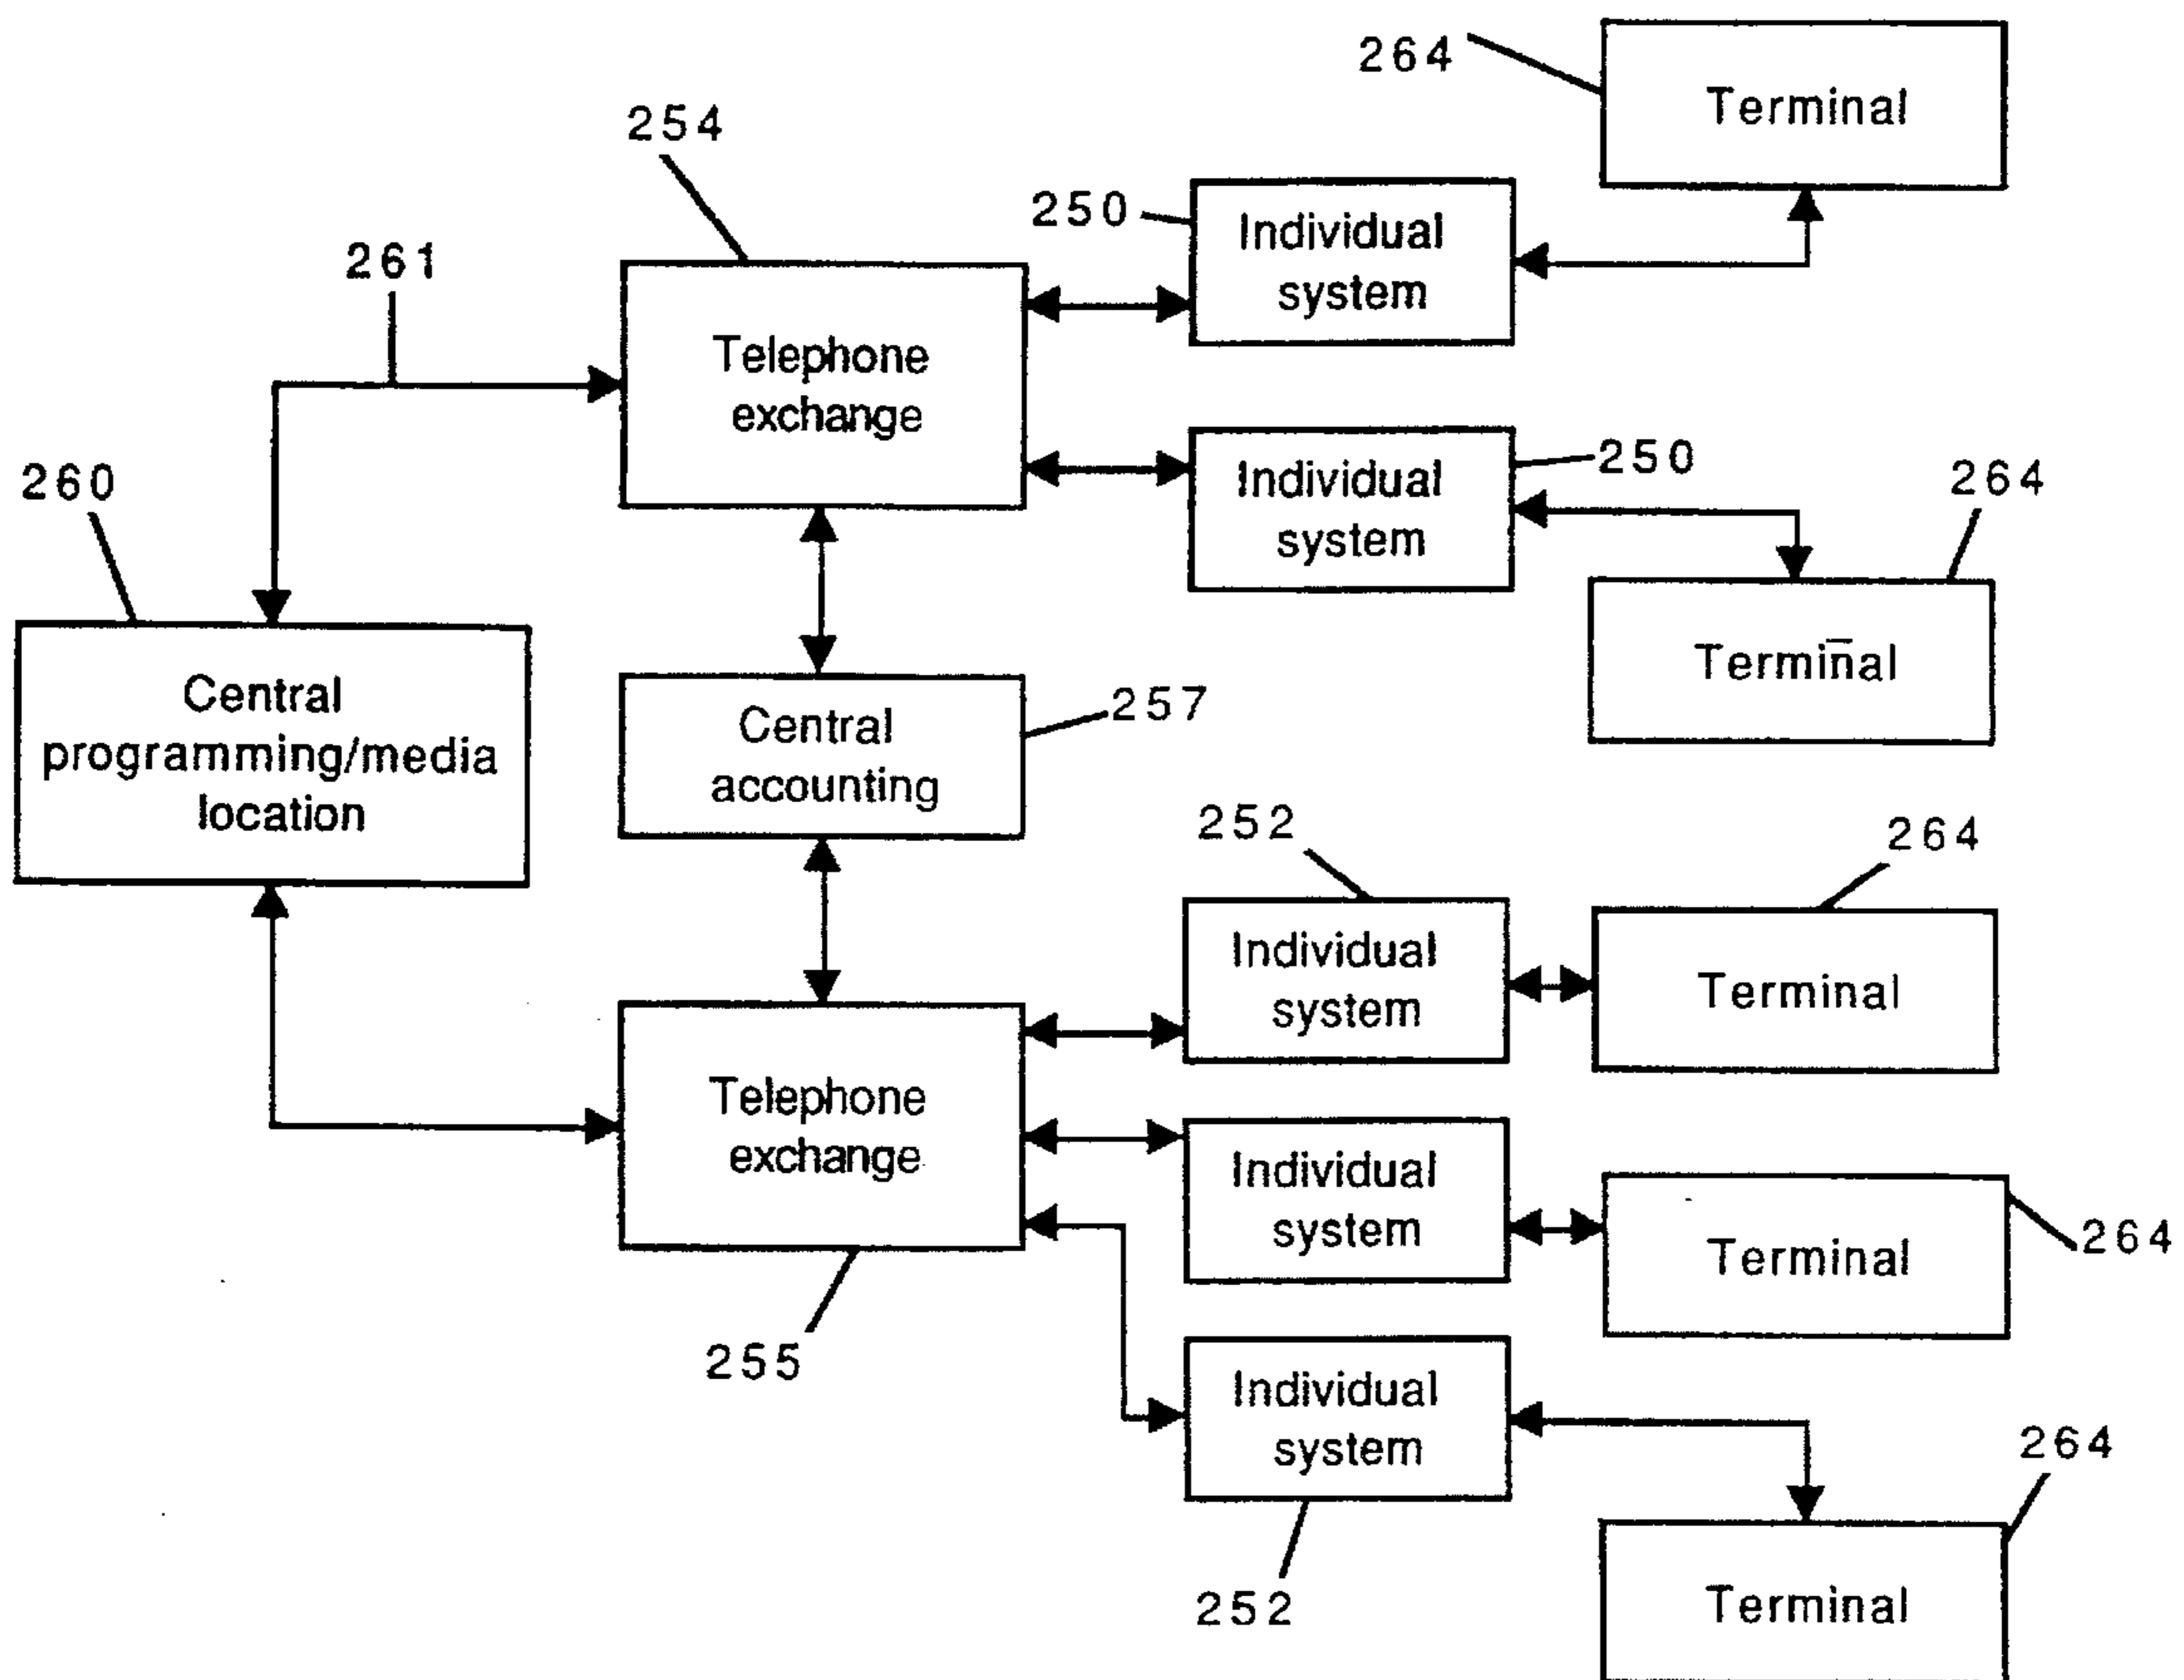 264
Terminal
254
250
Individual
system
261
Telephone
exchange
250
Individual
system
264
260
Terminal
Central
programming/media
location
Central
accounting
257
252
264
Individual
system
Terminal
Telephone
exchange
Individual
system
Terminal
264
255
Individual
system
264
252
Terminal